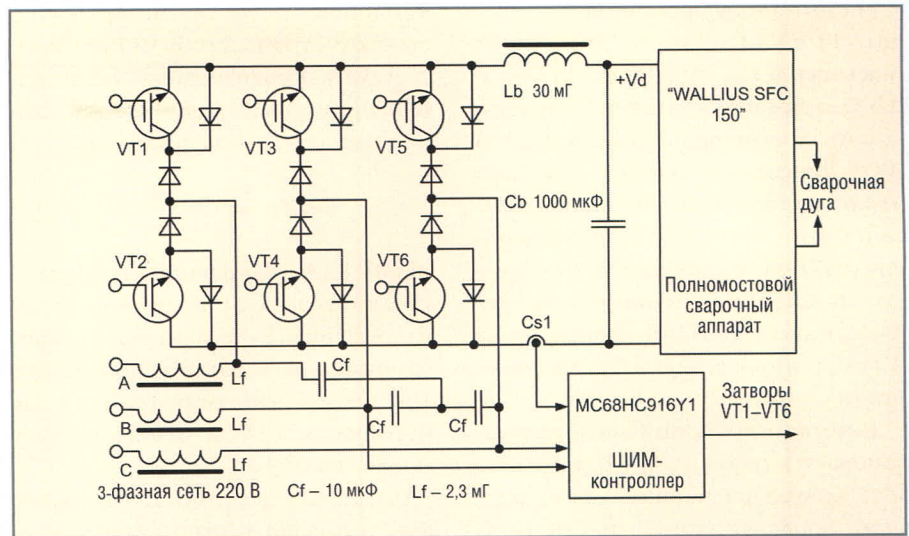 Lb 30 мГ
+Vd
“WALLIUS SFC
150”
VT1
VT3
VT5
Cb 1000 мкФ
Сварочная
дуга
VT2
VT4
VT6
Полномостовой
сварочный
аппарат
Cs1
A
Lf
Cf
B
Lf
Cf
Cf
C
Lf
MC68HC916Y1
ШИМ-
контроллер
Затворы
VT1–VT6
3-фазная сеть 220 В
Cf – 10 мкФ
Lf – 2,3 мГ